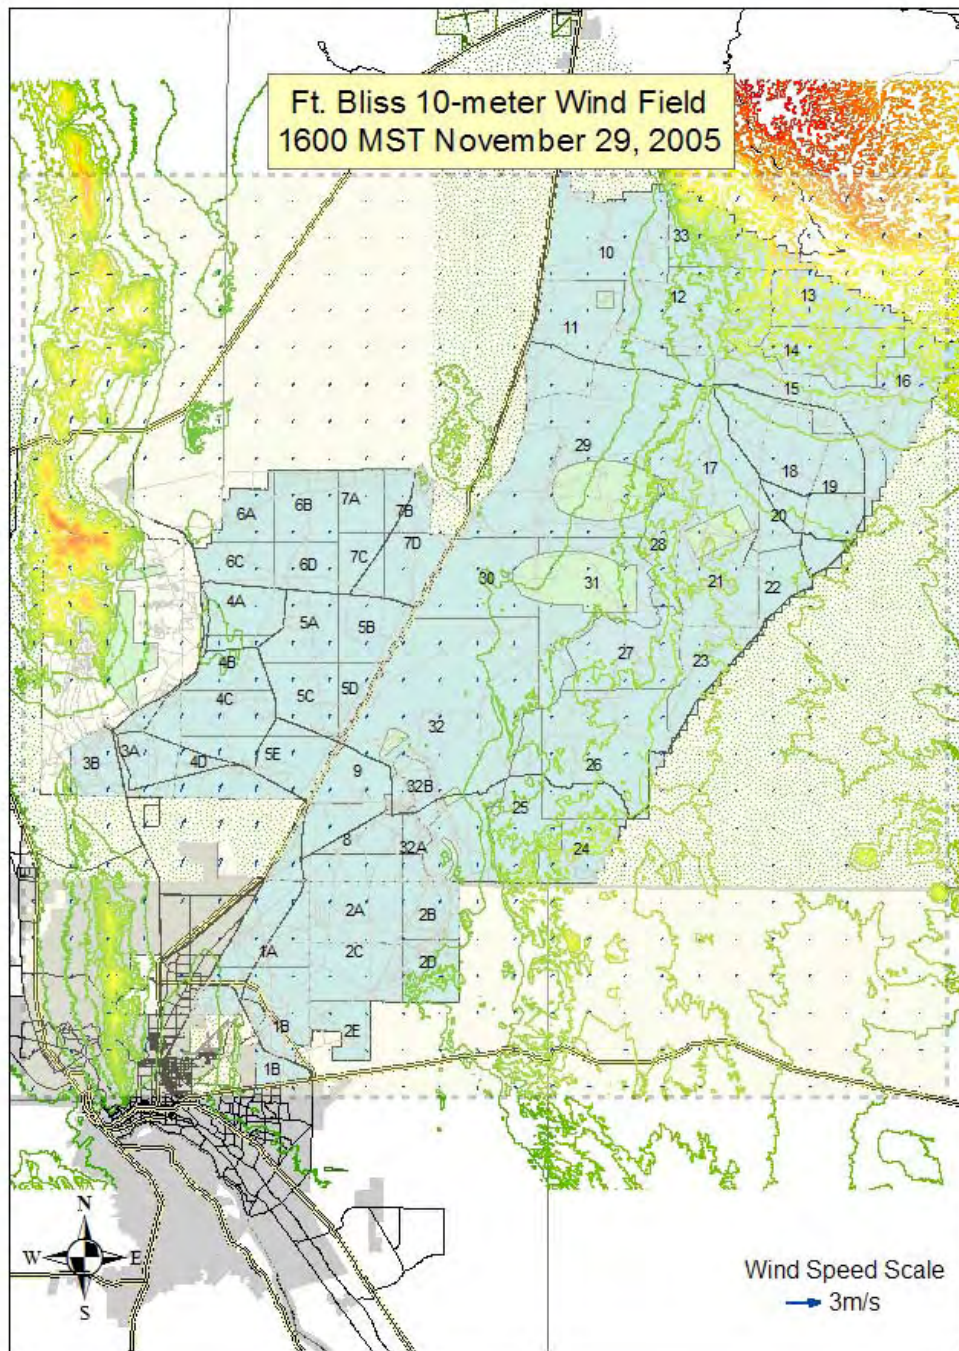 Ft. Bliss 10-meter Wind Field
1600 MST November 29, 2005
10
33
12
13
11
14
15
16
29
17
18
19
20
6A
6B
7A
7B
6C
6D
7C
7D
28
30
31
21
22
4A
5A
5B
4B
27
23
4C
5C
5D
32
3B
3A
4D
5E
9
26
32B
25
8
32A
24
2A
2B
1A
2C
2D
1B
2E
1B
N
W
E
S
Wind Speed Scale
3m/s